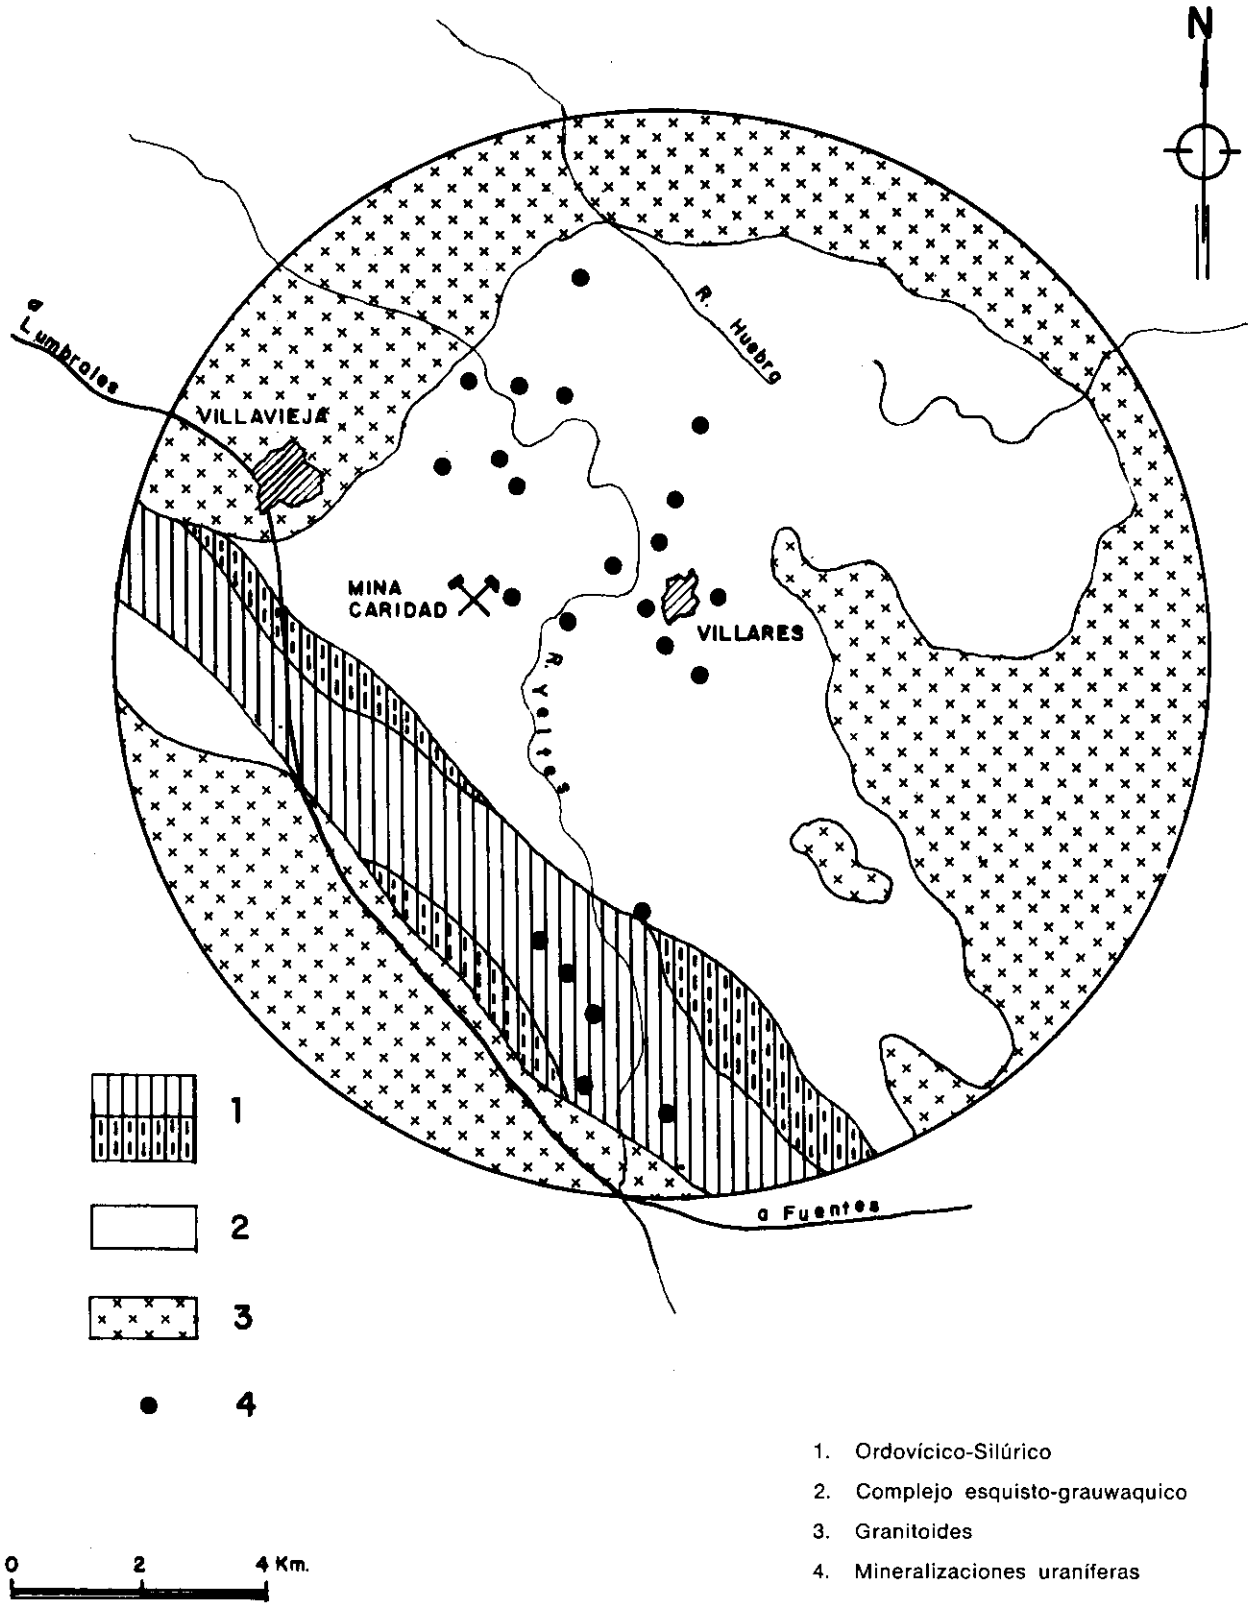 N
a
Lumbrales
R. Huebra
VILLAVIEJA
MINA
CARIDAD
VILLARES
R. Yeltes
a Fuentes
1
2
3
4
1. Ordovícico-Silúrico
2. Complejo esquisto-grauwaquico
3. Granitoides
4. Mineralizaciones uraníferas
0 2 4 Km.